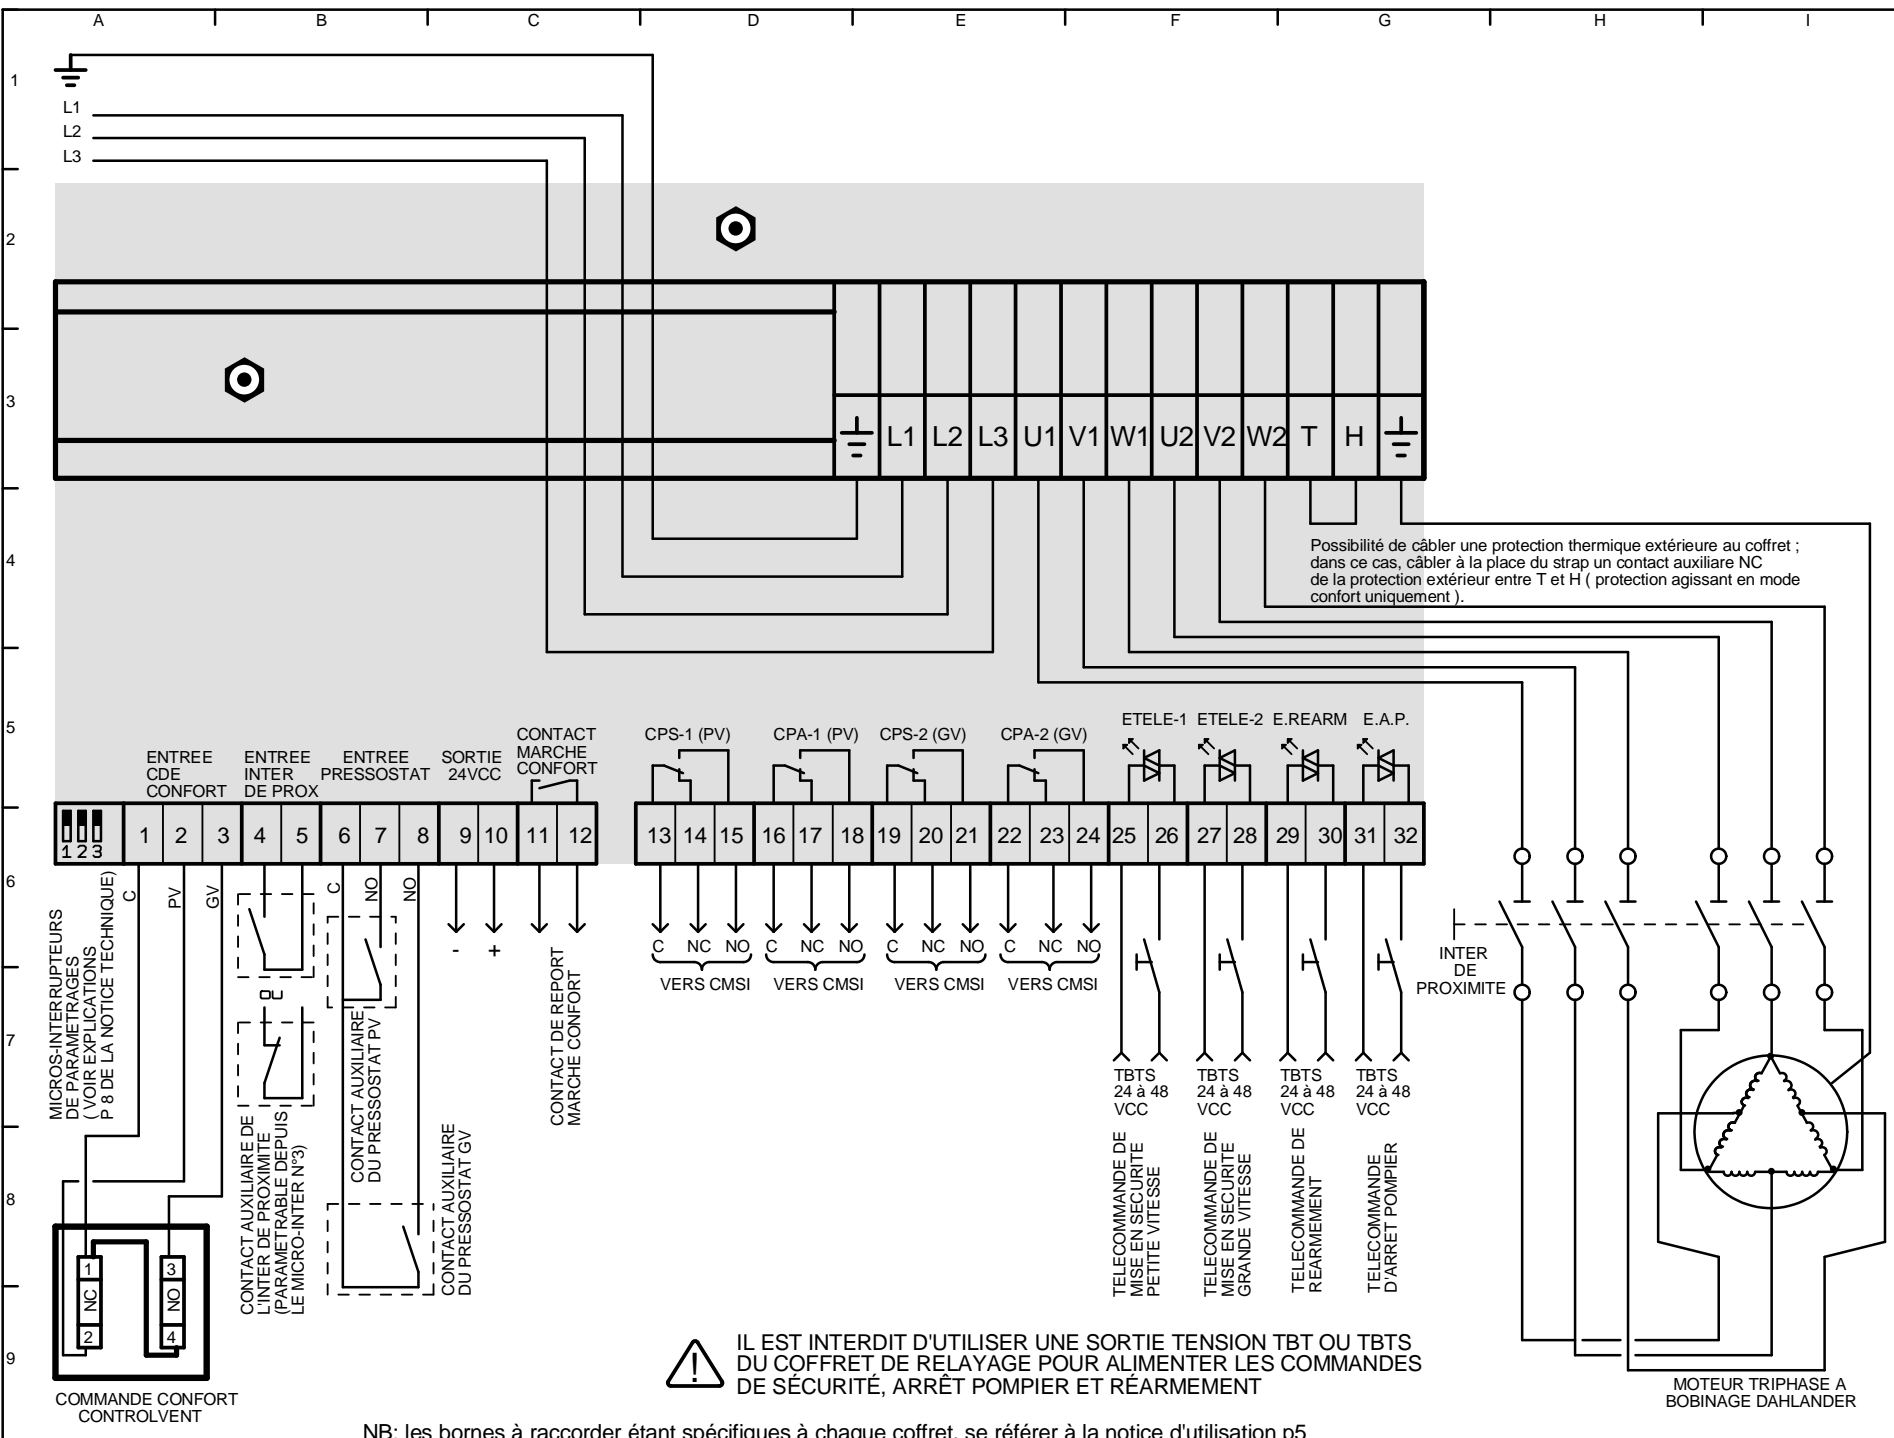 A B C D E F G H I
1
L1
L2
L3
2
3
L1 L2 L3 U1 V1 W1 U2 V2 W2 T H
4
Possibilité de câbler une protection thermique extérieure au coffret ;
dans ce cas, câbler à la place du strap un contact auxiliare NC
de la protection extérieur entre T et H ( protection agissant en mode
confort uniquement ).
5
ENTREE
CDE
CONFORT
ENTREE
INTER
DE PROX
ENTREE
PRESSOSTAT
SORTIE
24VCC
CONTACT
MARCHE
CONFORT
CPS-1 (PV)
CPA-1 (PV)
CPS-2 (GV)
CPA-2 (GV)
ETELE-1
ETELE-2
E.REARM
E.A.P.
1 2 3
1 2 3 4 5 6 7 8 9 10 11 12 13 14 15 16 17 18 19 20 21 22 23 24 25 26 27 28 29 30 31 32
6
C PV GV
C NO NO
- +
C NC NO C NC NO C NC NO C NC NO
VERS CMSI VERS CMSI VERS CMSI VERS CMSI
MICROS-INTERRUPTEURS
DE PARAMETRAGES
( VOIR EXPLICATIONS
P 8 DE LA NOTICE TECHNIQUE)
INTER
DE
PROXIMITE
7
CONTACT AUXILIAIRE
DU PRESSOSTAT PV
CONTACT DE REPORT
MARCHE CONFORT
TBTS
24 à 48
VCC
TBTS
24 à 48
VCC
TBTS
24 à 48
VCC
TBTS
24 à 48
VCC
8
CONTACT AUXILIAIRE DE
L'INTER DE PROXIMITE
(PARAMETRABLE DEPUIS
LE MICRO-INTER N°3)
CONTACT AUXILIAIRE
DU PRESSOSTAT GV
TELECOMMANDE DE
MISE EN SECURITE
PETITE VITESSE
TELECOMMANDE DE
MISE EN SECURITE
GRANDE VITESSE
TELECOMMANDE DE
REARMEMENT
TELECOMMANDE
D'ARRET POMPIER
1 NC 2
3 NO 4
9
COMMANDE CONFORT
CONTROLVENT
!
IL EST INTERDIT D'UTILISER UNE SORTIE TENSION TBT OU TBTS
DU COFFRET DE RELAYAGE POUR ALIMENTER LES COMMANDES
DE SÉCURITÉ, ARRÊT POMPIER ET RÉARMEMENT
MOTEUR TRIPHASE A
BOBINAGE DAHLANDER
NB: les bornes à raccorder étant spécifiques à chaque coffret, se référer à la notice d'utilisation p5